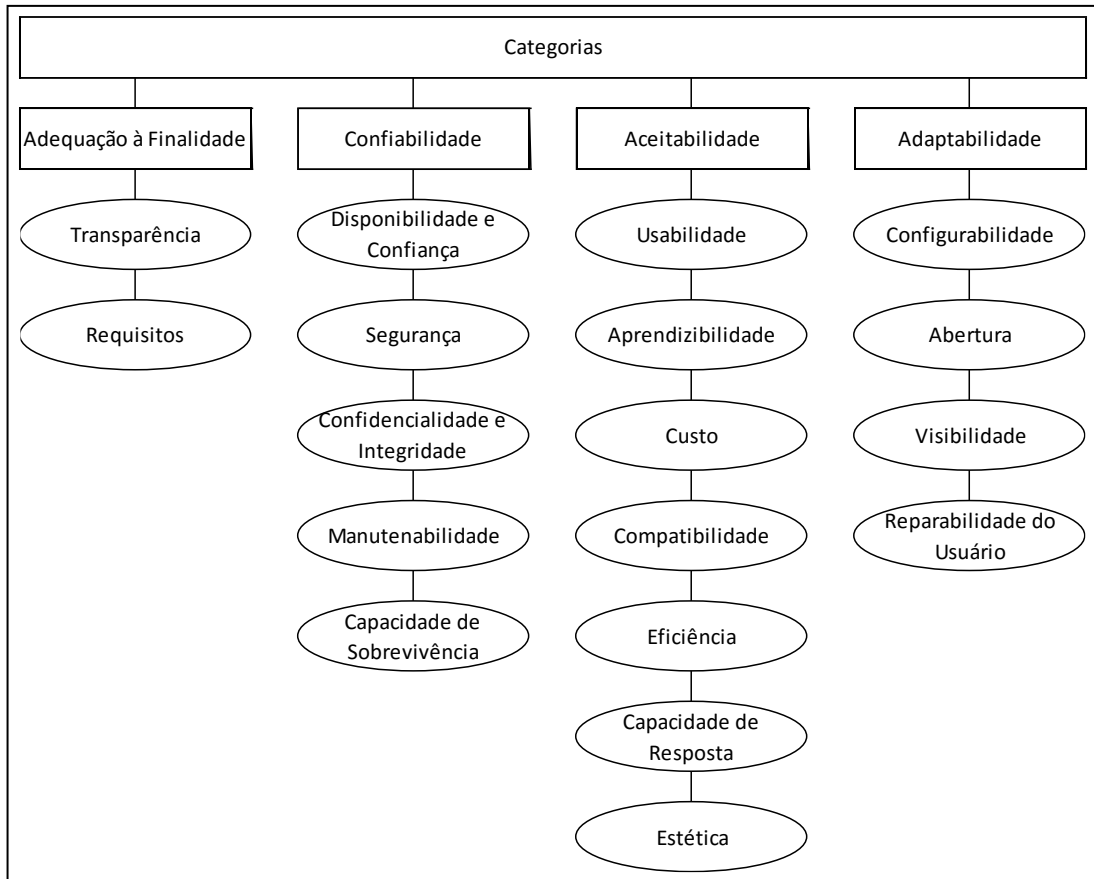 Categorias
Adequação à Finalidade
Transparência
Requisitos
Confiabilidade
Disponibilidade e
Confiança
Segurança
Confidencialidade e
Integridade
Manutenabilidade
Capacidade de
Sobrevivência
Aceitabilidade
Usabilidade
Aprendizibilidade
Custo
Compatibilidade
Eficiência
Capacidade de
Resposta
Estética
Adaptabilidade
Configurabilidade
Abertura
Visibilidade
Reparabilidade do
Usuário